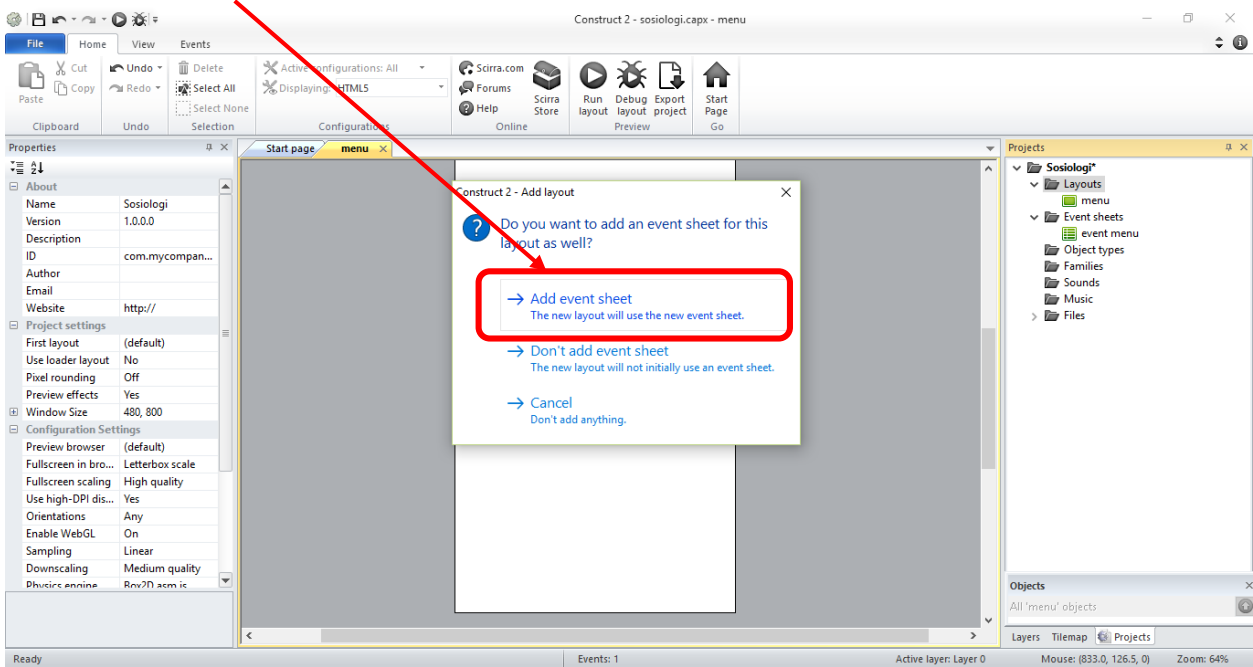 Construct 2 - sosiologi.capx - menu
File Home View Events
Paste
Cut
Copy
Clipboard
Undo
Redo
Undo
Delete
Select All
Select None
Selection
Active configurations: All
Displaying: HTML5
Configurations
Scirra.com
Forums
Help
Scirra
Store
Online
Run
layout
Debug
layout
Export
project
Preview
Start
Page
Go
Properties
About
Name Sosiologi
Version 1.0.0.0
Description
ID com.mycompan...
Author
Email
Website http://
Project settings
First layout (default)
Use loader layout No
Pixel rounding Off
Preview effects Yes
Window Size 480, 800
Configuration Settings
Preview browser (default)
Fullscreen in bro... Letterbox scale
Fullscreen scaling High quality
Use high-DPI dis... Yes
Orientations Any
Enable WebGL On
Sampling Linear
Downscaling Medium quality
Physics engine Box2D asm.js
Start page menu
Construct 2 - Add layout
Do you want to add an event sheet for this
layout as well?
Add event sheet
The new layout will use the new event sheet.
Don't add event sheet
The new layout will not initially use an event sheet.
Cancel
Don't add anything.
Projects
Sosiologi*
Layouts
menu
Event sheets
event menu
Object types
Families
Sounds
Music
Files
Objects
All 'menu' objects
Layers Tilemap Projects
Ready Events: 1 Active layer: Layer 0 Mouse: (833.0, 126.5, 0) Zoom: 64%